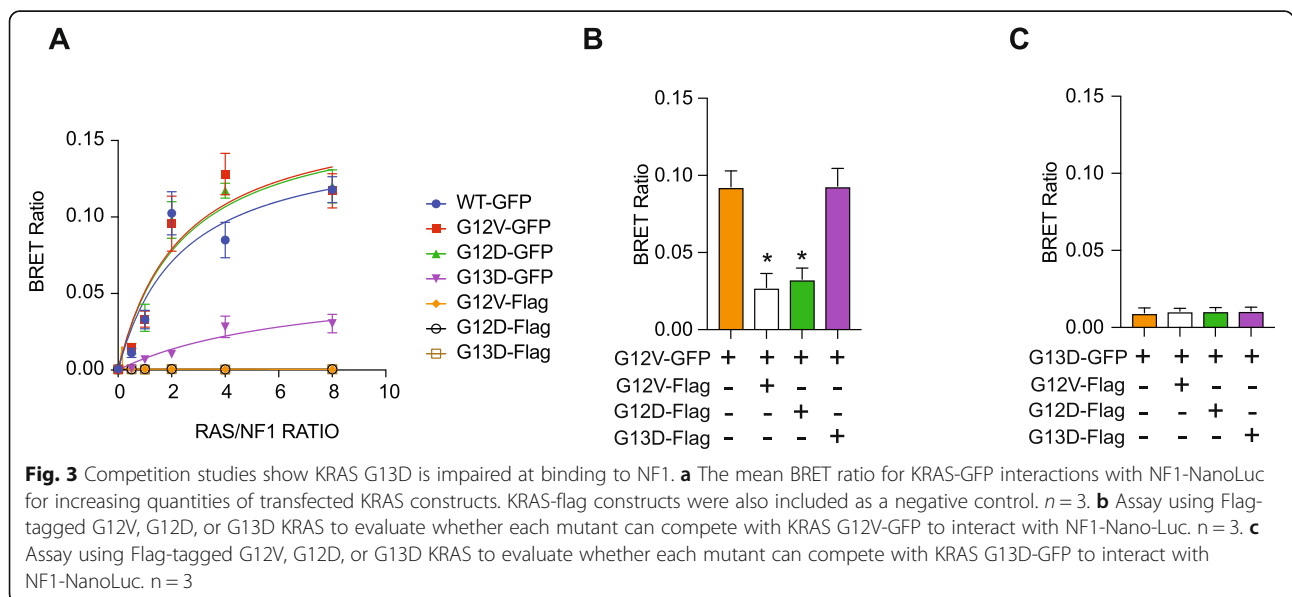 A
BRET Ratio
0.15
0.10
0.05
0.00
0 2 4 6 8 10
RAS/NF1 RATIO
WT-GFP
G12V-GFP
G12D-GFP
G13D-GFP
G12V-Flag
G12D-Flag
G13D-Flag
B
BRET Ratio
0.15
0.10
0.05
0.00
* *
G12V-GFP + + + +
G12V-Flag - + - -
G12D-Flag - - + -
G13D-Flag - - - +
C
BRET Ratio
0.15
0.10
0.05
0.00
G13D-GFP + + + +
G12V-Flag - + - -
G12D-Flag - - + -
G13D-Flag - - - +
Fig. 3 Competition studies show KRAS G13D is impaired at binding to NF1. a The mean BRET ratio for KRAS-GFP interactions with NF1-NanoLuc
for increasing quantities of transfected KRAS constructs. KRAS-flag constructs were also included as a negative control. n = 3. b Assay using Flag-
tagged G12V, G12D, or G13D KRAS to evaluate whether each mutant can compete with KRAS G12V-GFP to interact with NF1-Nano-Luc. n = 3. c
Assay using Flag-tagged G12V, G12D, or G13D KRAS to evaluate whether each mutant can compete with KRAS G13D-GFP to interact with
NF1-NanoLuc. n = 3